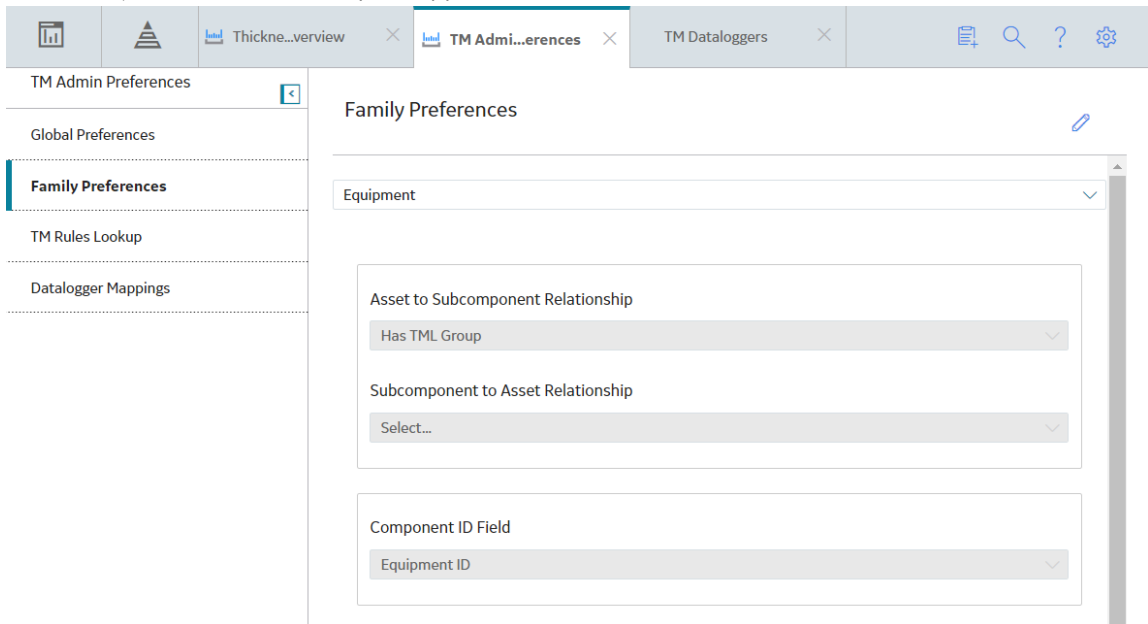 Thickne...verview
TM Admi...erences
TM Dataloggers
TM Admin Preferences
Global Preferences
Family Preferences
TM Rules Lookup
Datalogger Mappings
Family Preferences
Equipment
Asset to Subcomponent Relationship
Has TML Group
Subcomponent to Asset Relationship
Select...
Component ID Field
Equipment ID